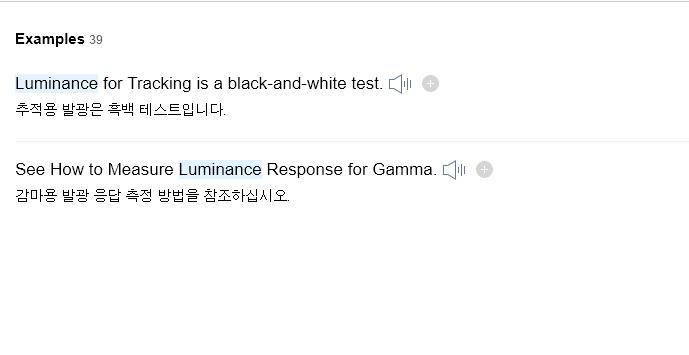 Examples 39
Luminance for Tracking is a black-and-white test.
추적용 발광은 흑백 테스트입니다.
See How to Measure Luminance Response for Gamma.
감마용 발광 응답 측정 방법을 참조하십시오.